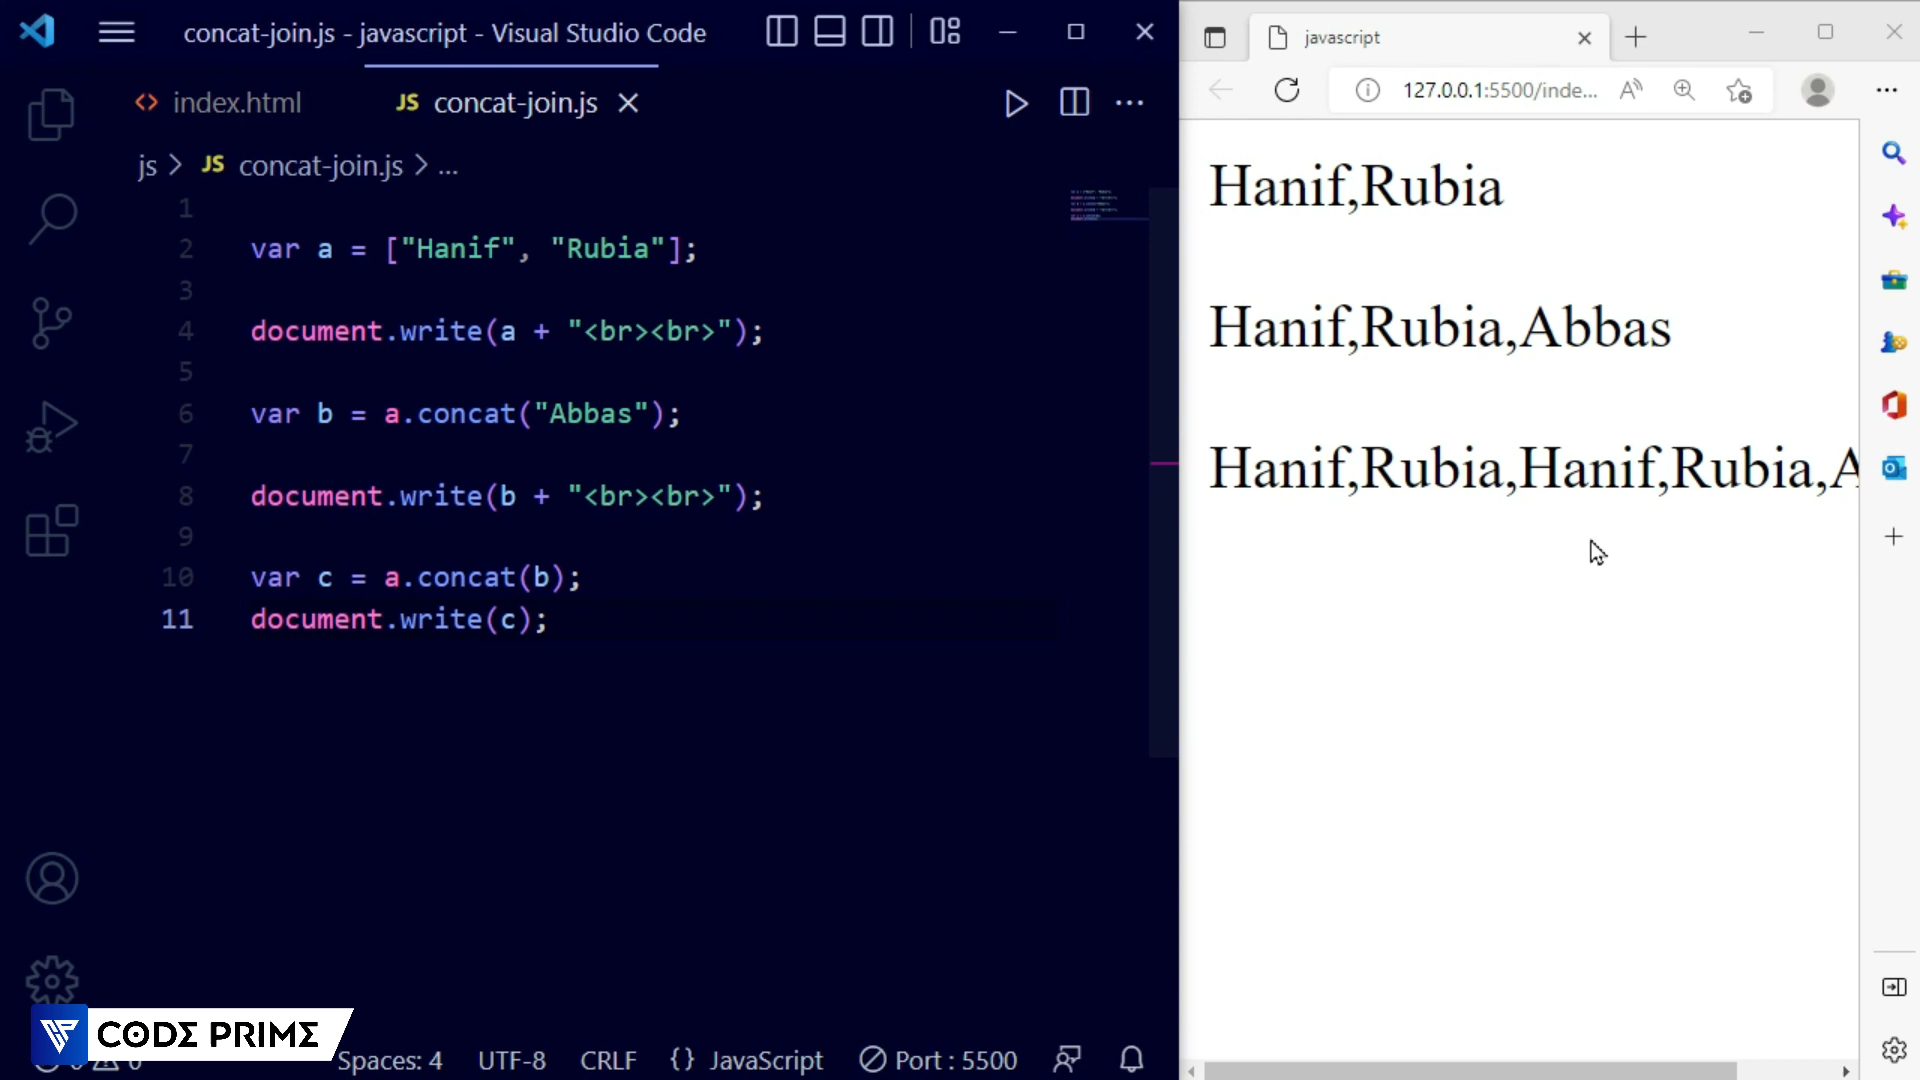 concat-join.js - javascript - Visual Studio Code
index.html
JS concat-join.js
js > JS concat-join.js > ...
1
2 var a = ["Hanif", "Rubia"];
3
4 document.write(a + "<br><br>");
5
6 var b = a.concat("Abbas");
7
8 document.write(b + "<br><br>");
9
10 var c = a.concat(b);
11 document.write(c);
CODΣ PRIMΣ
Spaces: 4 UTF-8 CRLF {} JavaScript Port : 5500
javascript
127.0.0.1:5500/inde...
Hanif,Rubia
Hanif,Rubia,Abbas
Hanif,Rubia,Hanif,Rubia,A